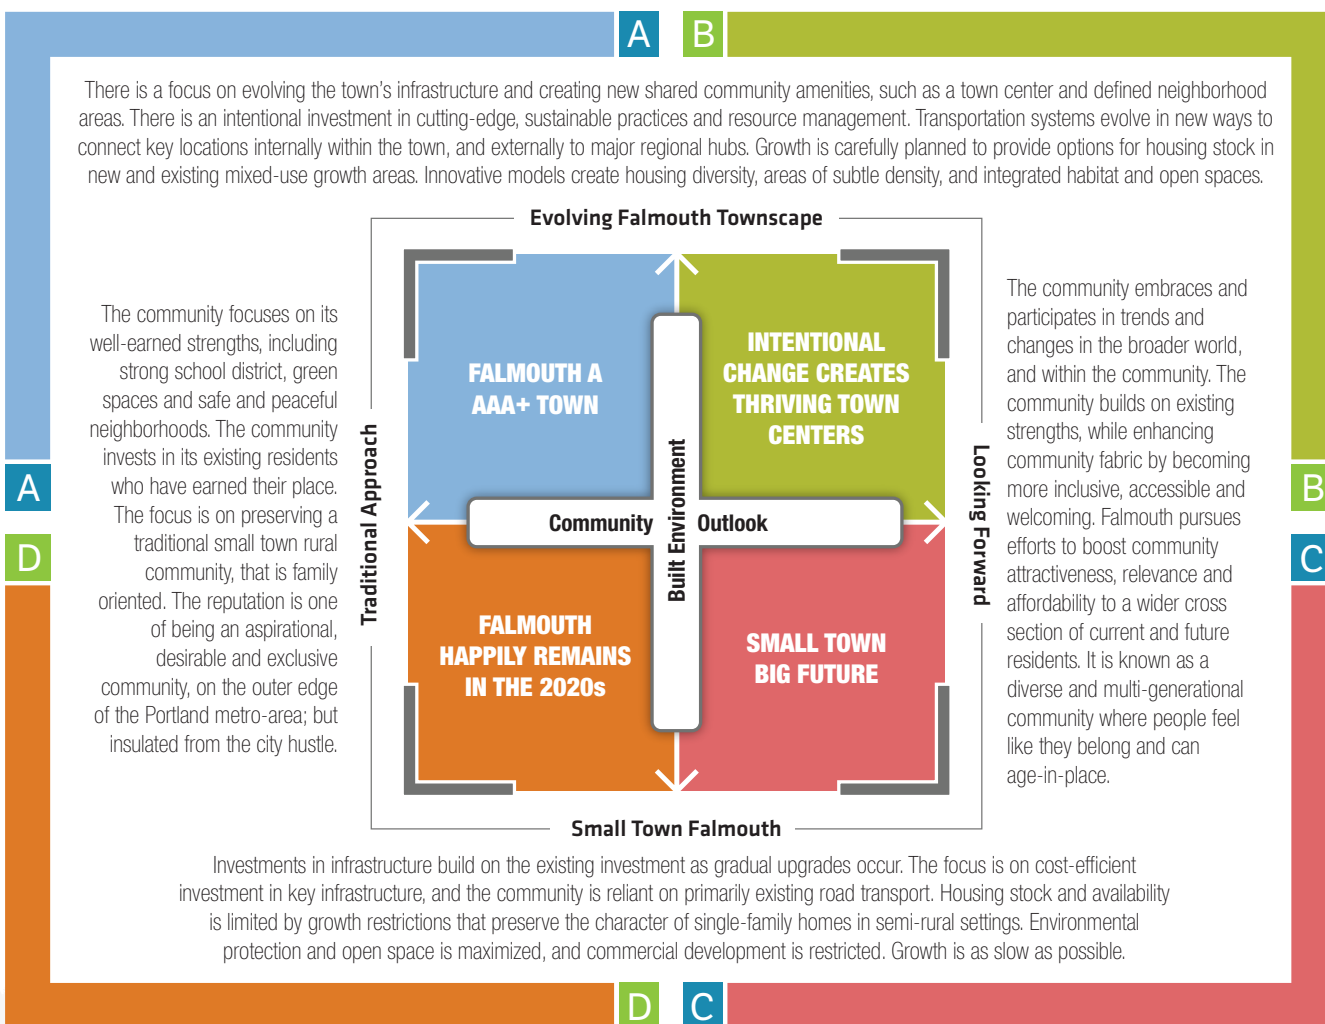 A B
There is a focus on evolving the town's infrastructure and creating new shared community amenities, such as a town center and defined neighborhood
areas. There is an intentional investment in cutting-edge, sustainable practices and resource management. Transportation systems evolve in new ways to
connect key locations internally within the town, and externally to major regional hubs. Growth is carefully planned to provide options for housing stock in
new and existing mixed-use growth areas. Innovative models create housing diversity, areas of subtle density, and integrated habitat and open spaces.
Evolving Falmouth Townscape
The community focuses on its
well-earned strengths, including
strong school district, green
spaces and safe and peaceful
neighborhoods. The community
invests in its existing residents
who have earned their place.
The focus is on preserving a
traditional small town rural
community, that is family
oriented. The reputation is one
of being an aspirational,
desirable and exclusive
community, on the outer edge
of the Portland metro-area; but
insulated from the city hustle.
A
D
Traditional Approach
FALMOUTH A
AAA+ TOWN
INTENTIONAL
CHANGE CREATES
THRIVING TOWN
CENTERS
Community Outlook
Built Environment
FALMOUTH
HAPPILY REMAINS
IN THE 2020s
SMALL TOWN
BIG FUTURE
Looking Forward
The community embraces and
participates in trends and
changes in the broader world,
and within the community. The
community builds on existing
strengths, while enhancing
community fabric by becoming
more inclusive, accessible and
welcoming. Falmouth pursues
efforts to boost community
attractiveness, relevance and
affordability to a wider cross
section of current and future
residents. It is known as a
diverse and multi-generational
community where people feel
like they belong and can
age-in-place.
B
C
Small Town Falmouth
Investments in infrastructure build on the existing investment as gradual upgrades occur. The focus is on cost-efficient
investment in key infrastructure, and the community is reliant on primarily existing road transport. Housing stock and availability
is limited by growth restrictions that preserve the character of single-family homes in semi-rural settings. Environmental
protection and open space is maximized, and commercial development is restricted. Growth is as slow as possible.
D C